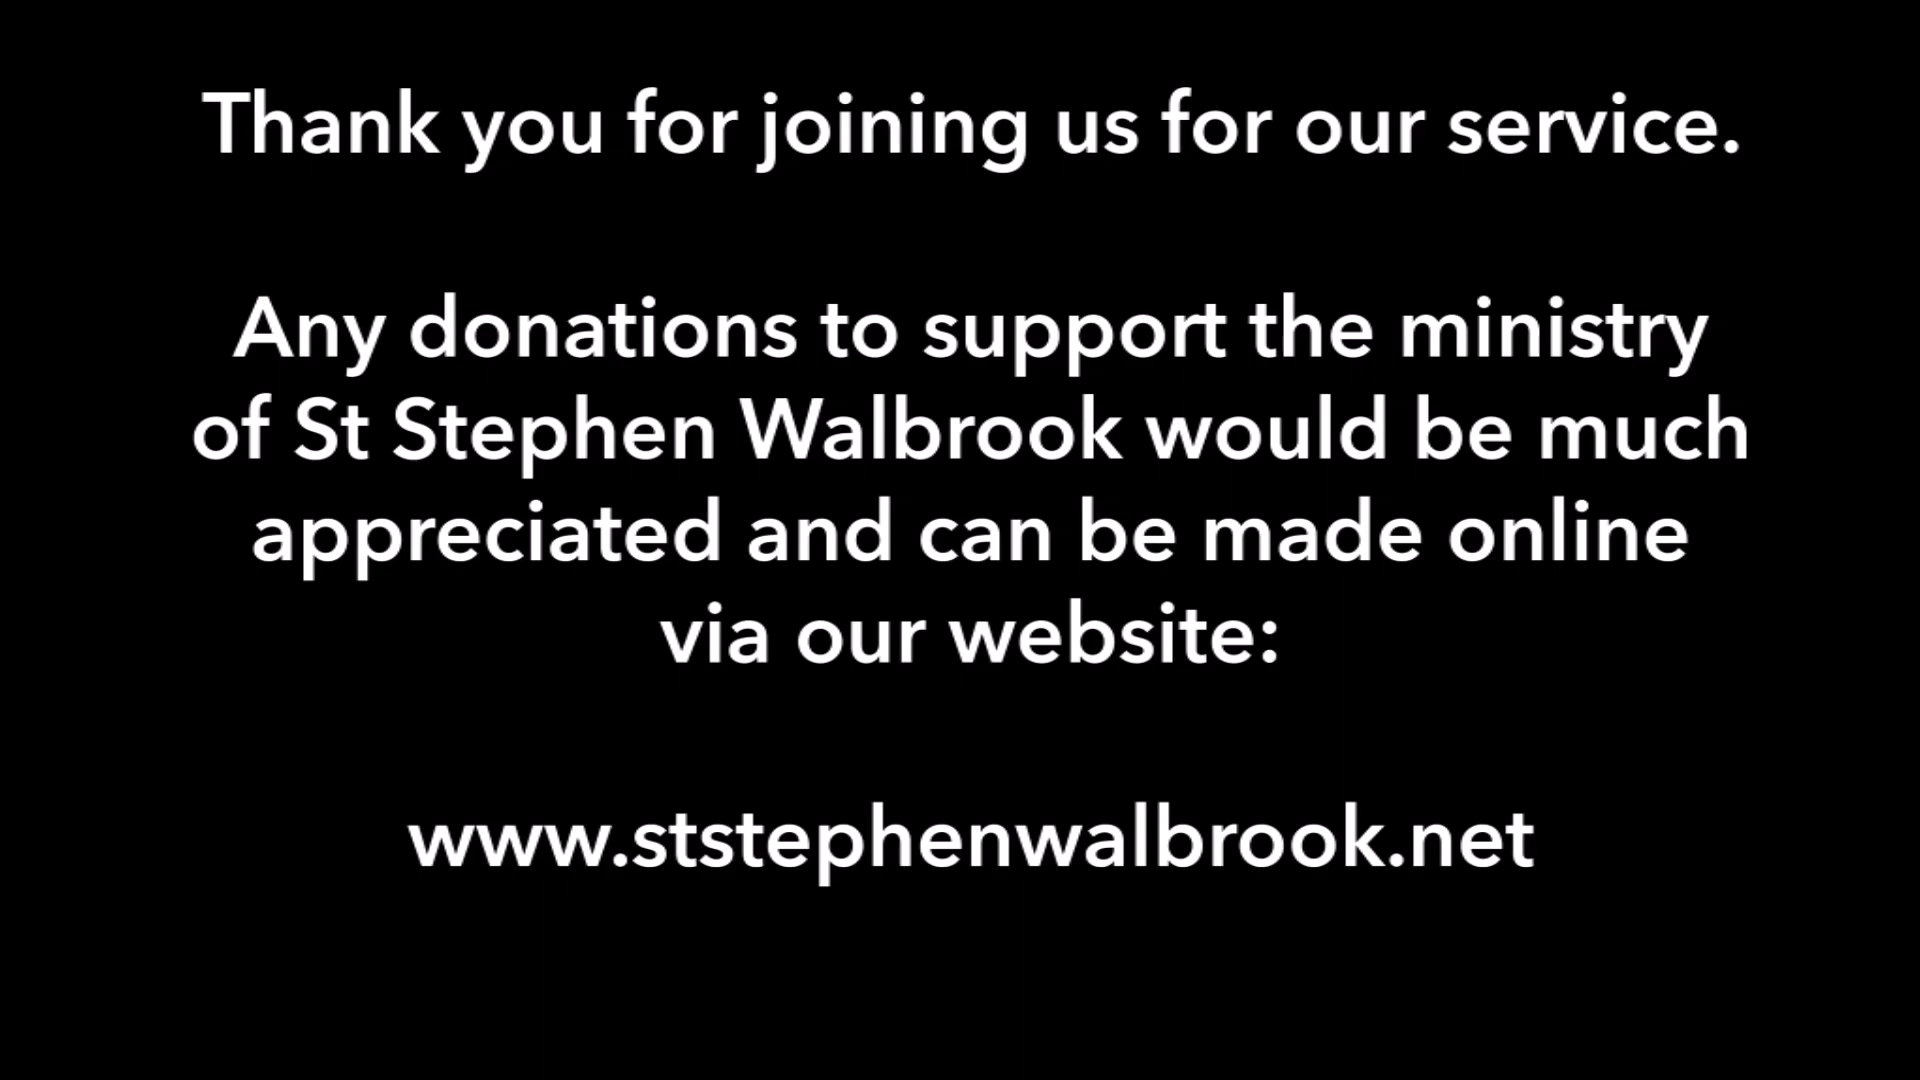 Thank you for joining us for our service.
Any donations to support the ministry
of St Stephen Walbrook would be much
appreciated and can be made online
via our website:
www.ststephenwalbrook.net